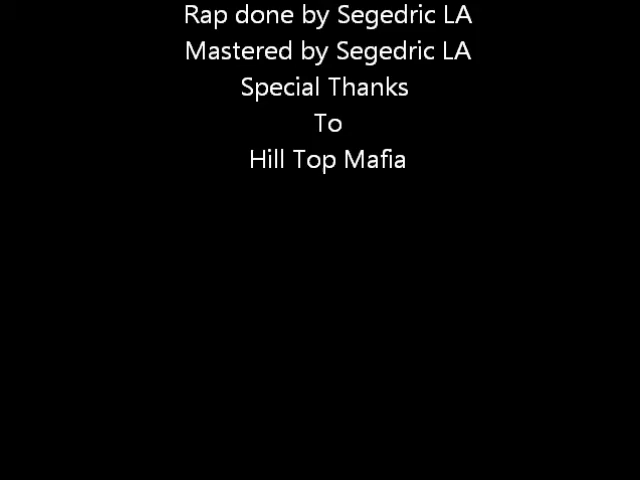 Rap done by Segedric LA
Mastered by Segedric LA
Special Thanks
To
Hill Top Mafia